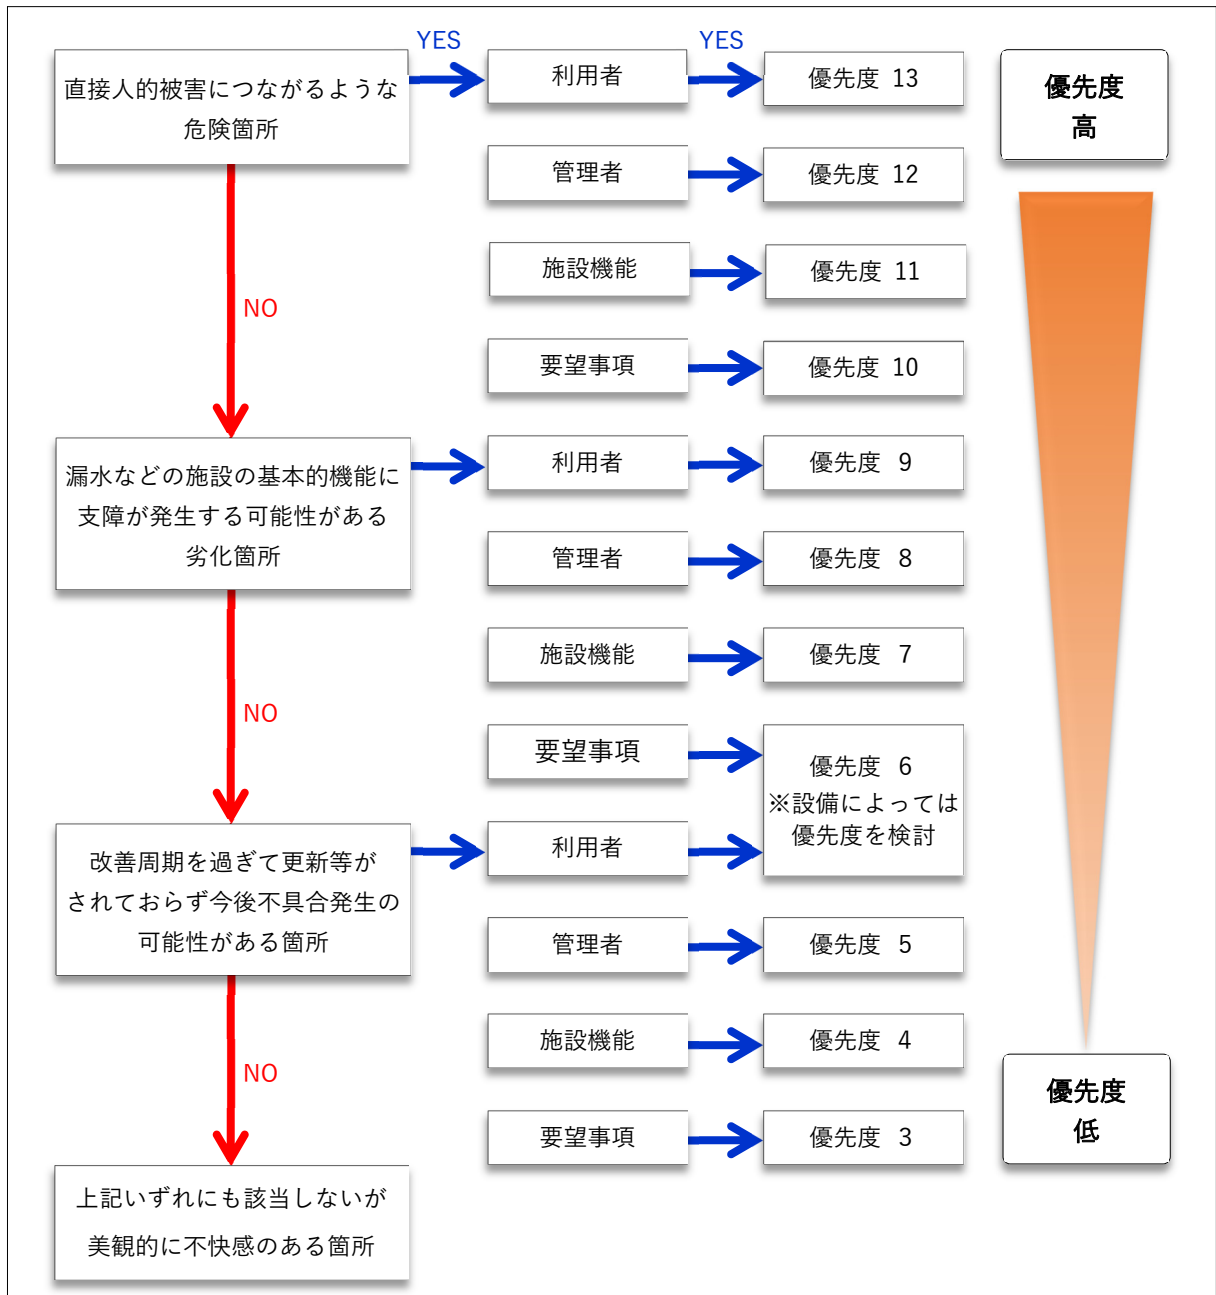 YES
YES
直接人的被害につながるような
危険箇所
利用者
優先度 13
優先度
高
管理者
優先度 12
施設機能
優先度 11
NO
要望事項
優先度 10
漏水などの施設の基本的機能に
支障が発生する可能性がある
劣化箇所
利用者
優先度 9
管理者
優先度 8
施設機能
優先度 7
NO
要望事項
優先度 6
※設備によっては
優先度を検討
改善周期を過ぎて更新等が
されておらず今後不具合発生の
可能性がある箇所
利用者
管理者
優先度 5
施設機能
優先度 4
NO
優先度
低
要望事項
優先度 3
上記いずれにも該当しないが
美観的に不快感のある箇所